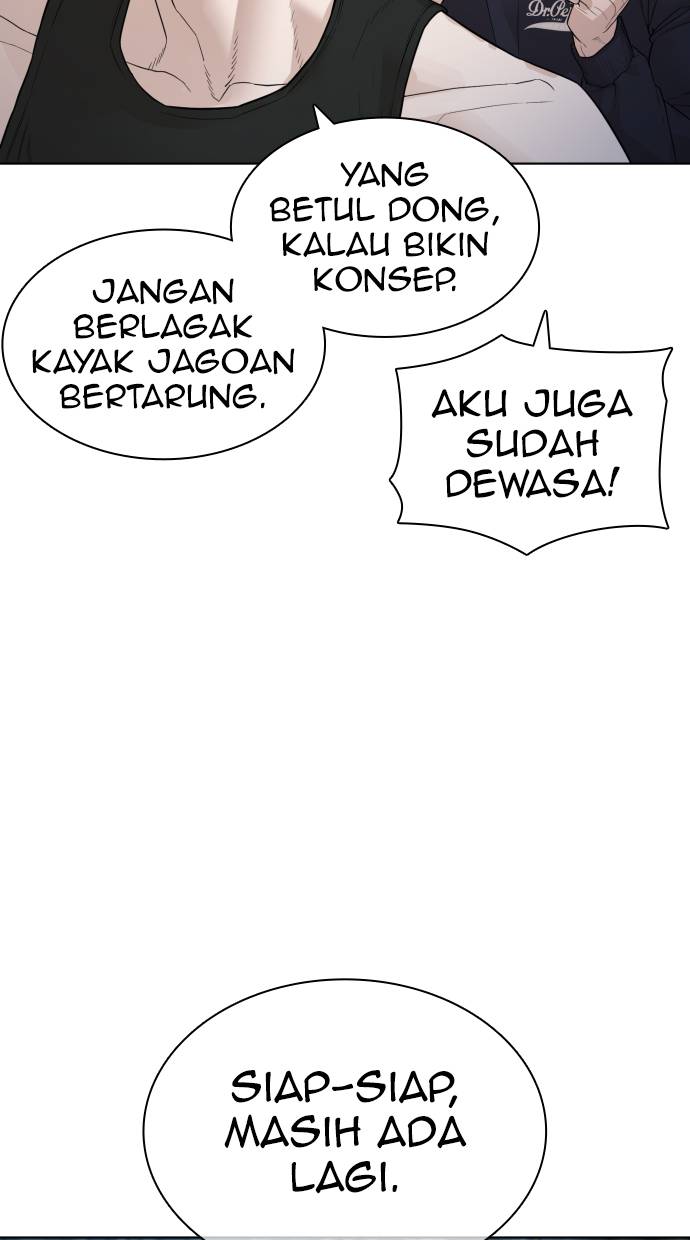 YANG
BETUL DONG,
KALAU BIKIN
KONSEP.
JANGAN
BERLAGAK
KAYAK JAGOAN
BERTARUNG.
AKU JUGA
SUDAH
DEWASA!
SIAP-SIAP,
MASIH ADA
LAGI.